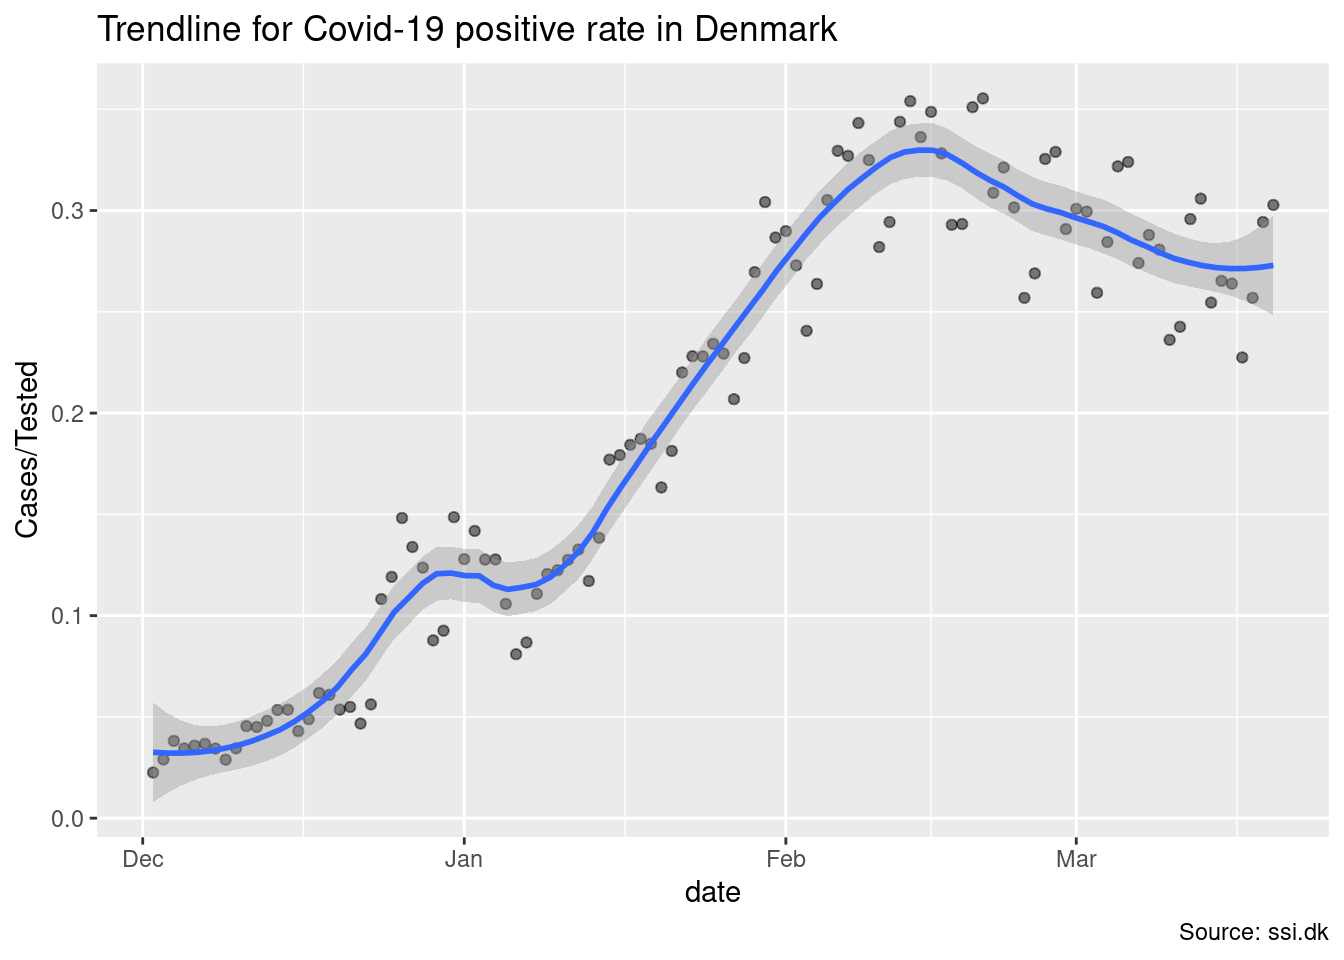 Trendline for Covid-19 positive rate in Denmark
Cases/Tested
0.3
0.2
0.1
0.0
Dec Jan Feb Mar
date
Source: ssi.dk